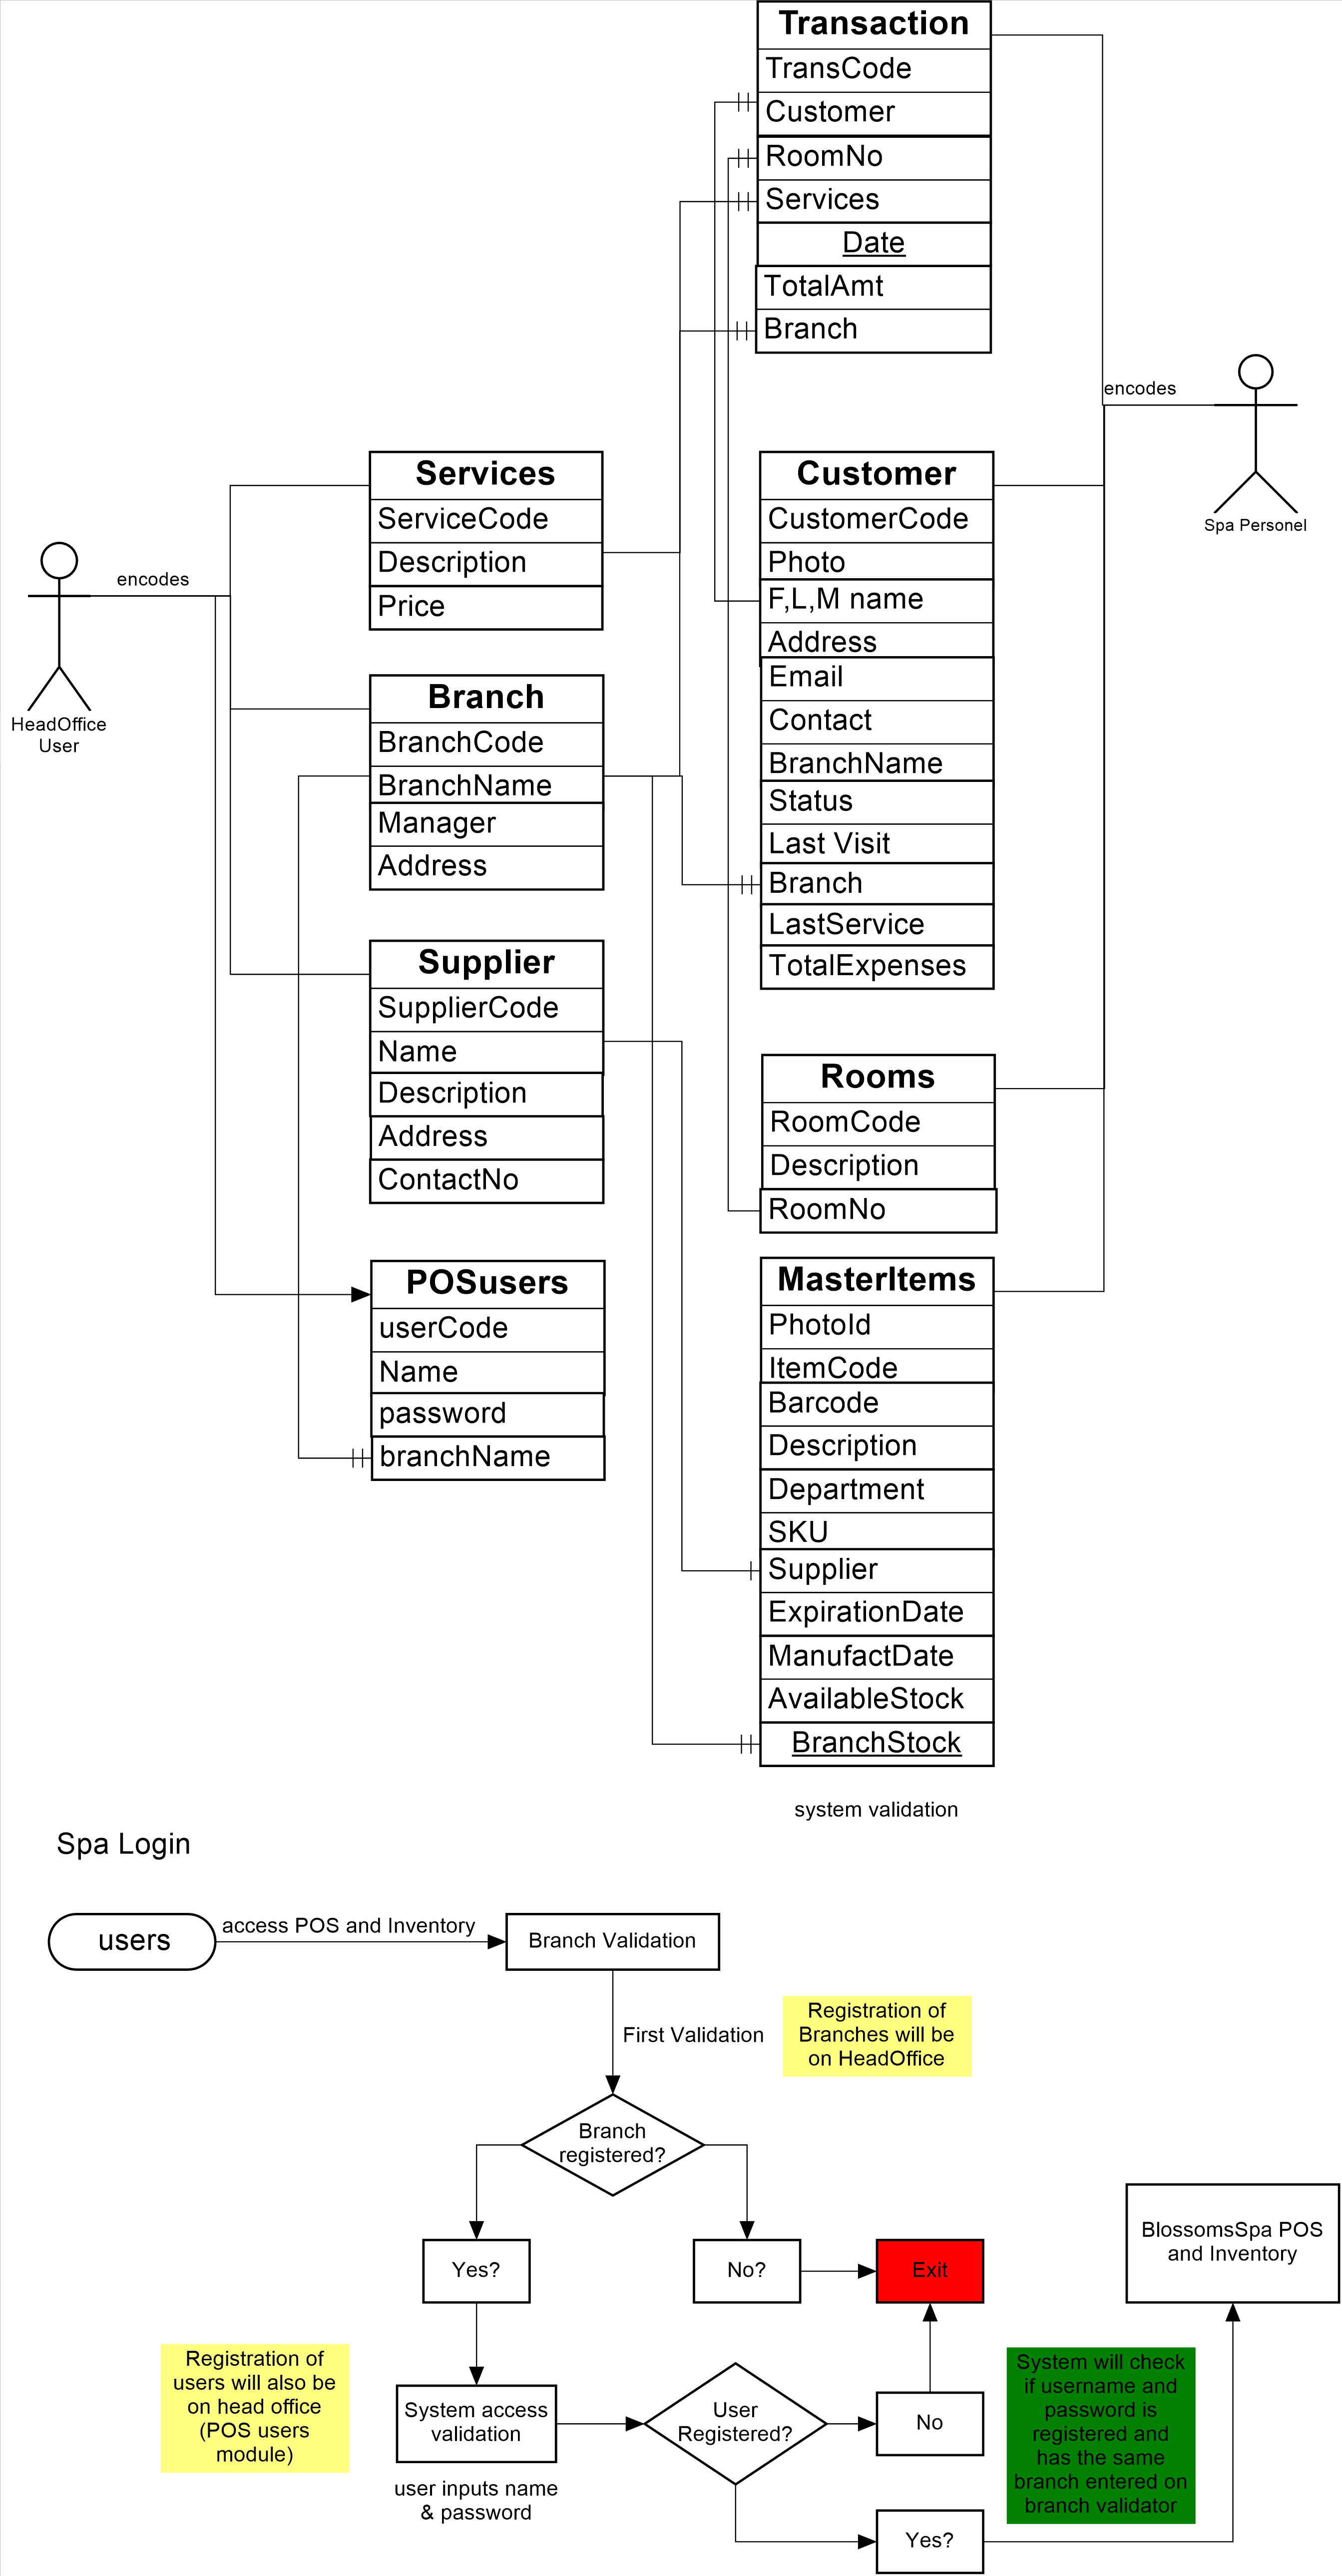 Transaction
TransCode
Customer
RoomNo
Services
Date
TotalAmt
Branch
encodes
Spa Personel
Services
ServiceCode
Description
Price
encodes
HeadOffice
User
Customer
CustomerCode
Photo
F,L,M name
Address
Email
Contact
BranchName
Status
Last Visit
Branch
LastService
TotalExpenses
Branch
BranchCode
BranchName
Manager
Address
Supplier
SupplierCode
Name
Description
Address
ContactNo
Rooms
RoomCode
Description
RoomNo
POSusers
userCode
Name
password
branchName
MasterItems
PhotoId
ItemCode
Barcode
Description
Department
SKU
Supplier
ExpirationDate
ManufactDate
AvailableStock
BranchStock
system validation
Spa Login
users
access POS and Inventory
Branch Validation
First Validation
Registration of
Branches will be
on HeadOffice
Branch
registered?
Yes?
No?
Exit
BlossomsSpa POS
and Inventory
Registration of
users will also be
on head office
(POS users
module)
System access
validation
user inputs name
& password
User
Registered?
No
Yes?
System will check
if username and
password is
registered and
has the same
branch entered on
branch validator